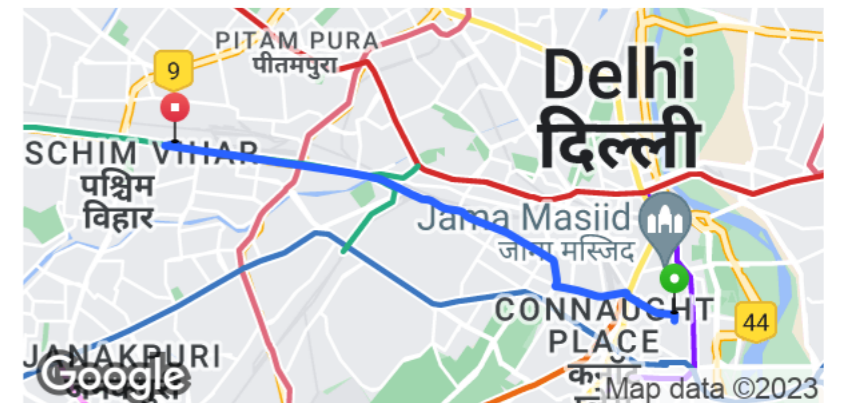 PITAM PURA
पीतमपुरा
9
Delhi
दिल्ली
SCHIM VIHAR
पश्चिम
विहार
Jama Masjid
जामा मस्जिद
CONNAUGHT
PLACE
44
JANAKPURI
Google
Map data ©2023